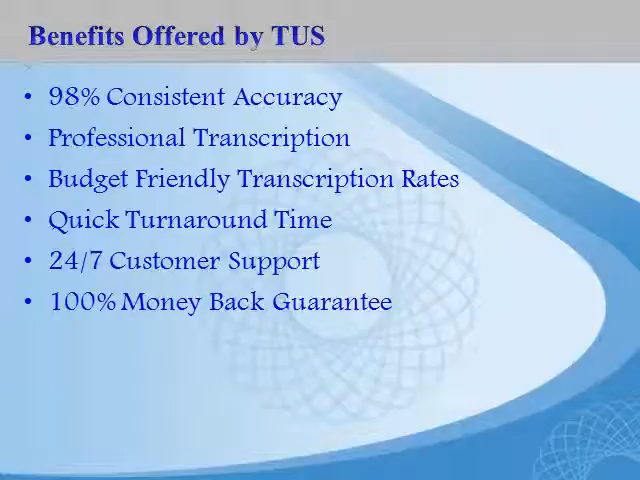 Benefits Offered by TUS
• 98% Consistent Accuracy
• Professional Transcription
• Budget Friendly Transcription Rates
• Quick Turnaround Time
• 24/7 Customer Support
• 100% Money Back Guarantee